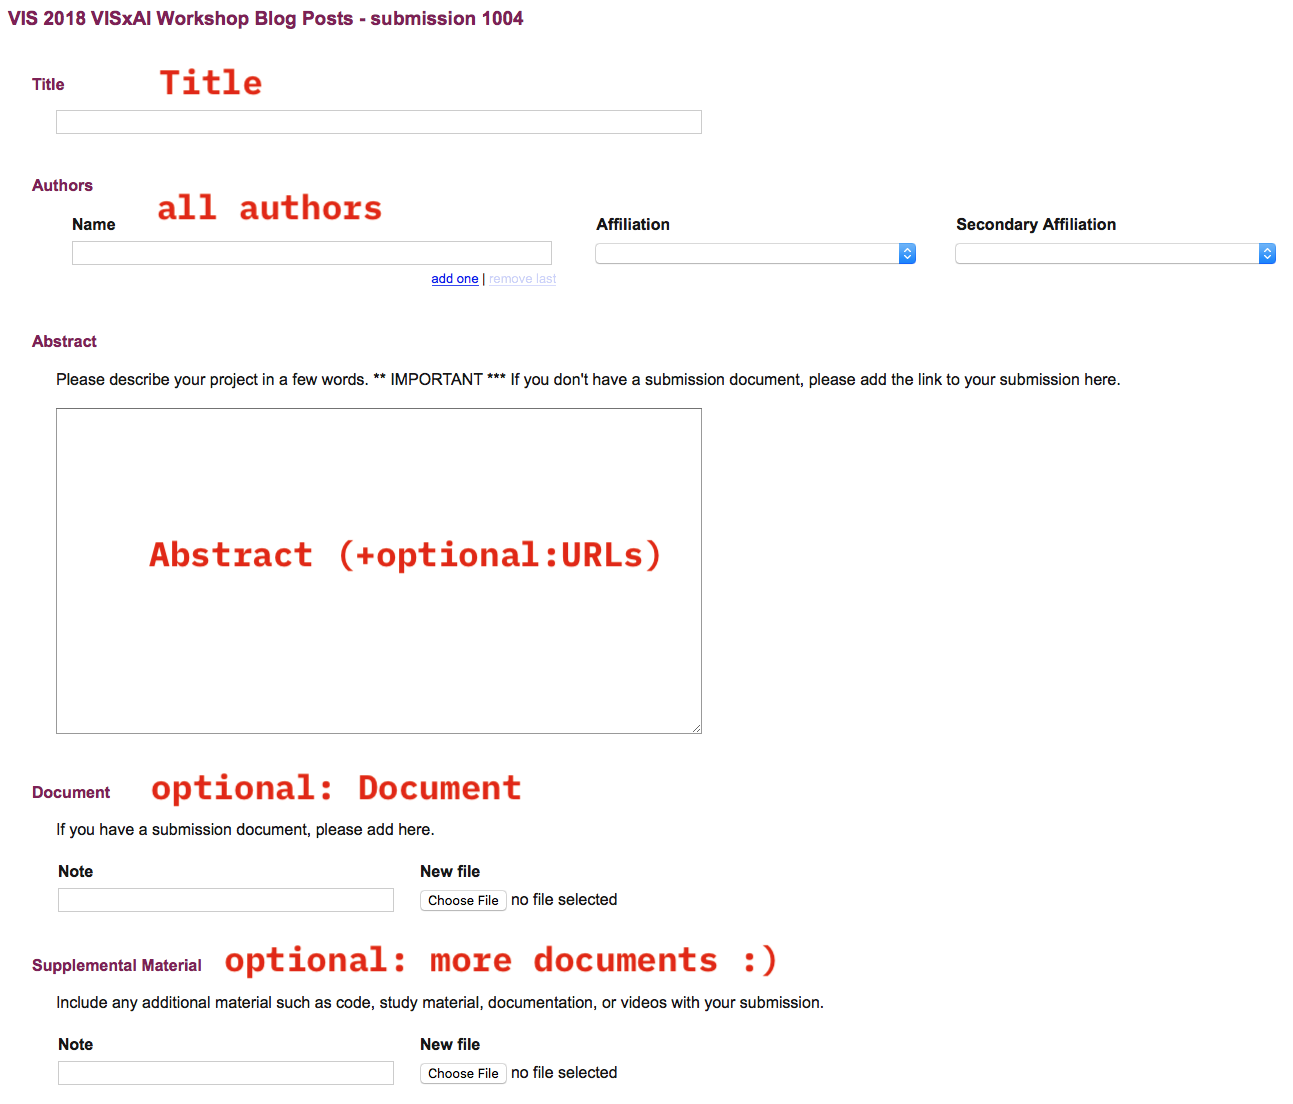 VIS 2018 VISxAI Workshop Blog Posts - submission 1004
Title Title
Authors
all authors
Name Affiliation Secondary Affiliation
add one | remove last
Abstract
Please describe your project in a few words. ** IMPORTANT *** If you don't have a submission document, please add the link to your submission here.
Abstract (+optional:URLs)
Document optional: Document
If you have a submission document, please add here.
Note New file
Choose File no file selected
Supplemental Material optional: more documents :)
Include any additional material such as code, study material, documentation, or videos with your submission.
Note New file
Choose File no file selected